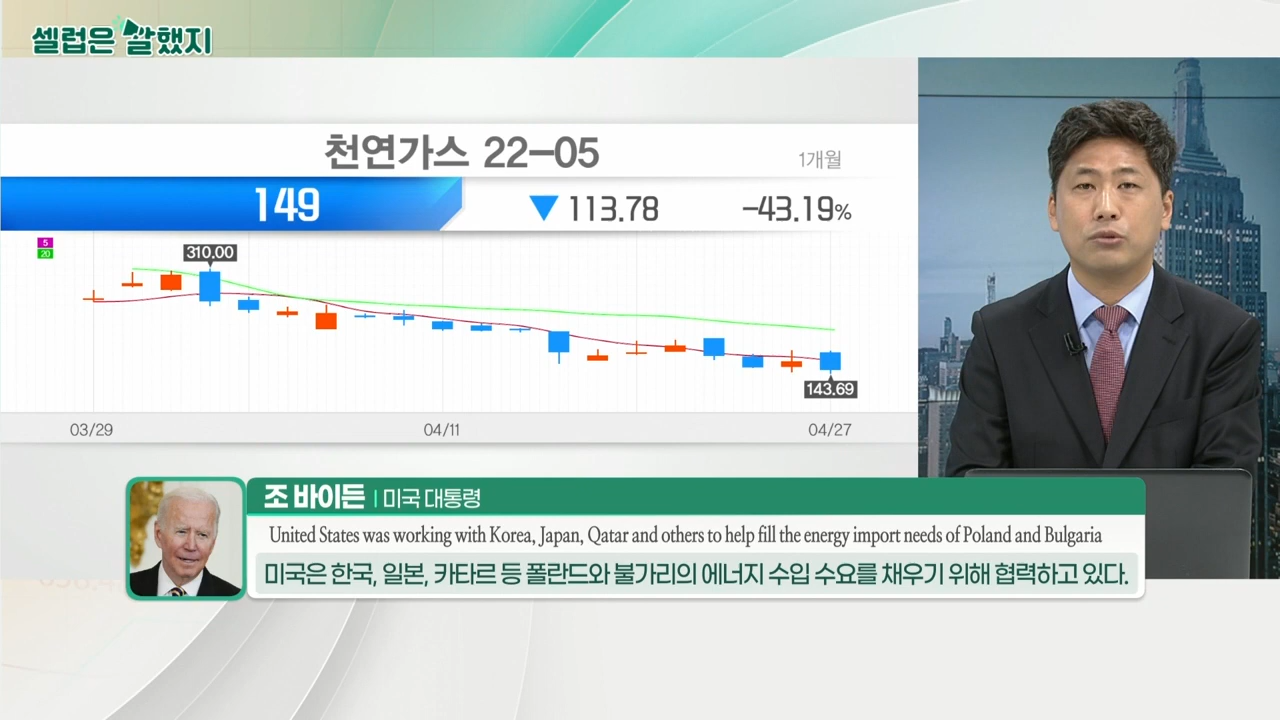 셀럽은 말했지
천연가스 22-05
1개월
149
▼ 113.78
-43.19%
5
20
310.00
143.69
03/29
04/11
04/27
조 바이든 | 미국 대통령
United States was working with Korea, Japan, Qatar and others to help fill the energy import needs of Poland and Bulgaria
미국은 한국, 일본, 카타르 등 폴란드와 불가리의 에너지 수입 수요를 채우기 위해 협력하고 있다.